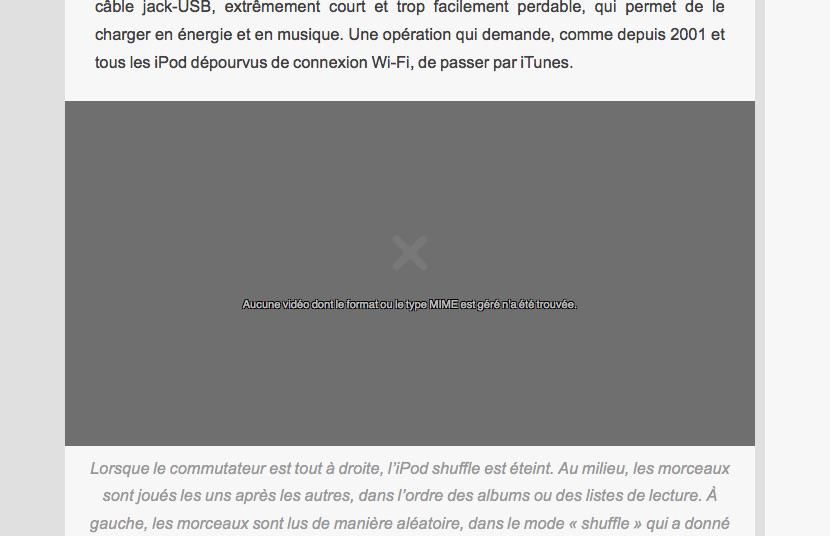 câble jack-USB, extrêmement court et trop facilement perdable, qui permet de le
charger en énergie et en musique. Une opération qui demande, comme depuis 2001 et
tous les iPod dépourvus de connexion Wi-Fi, de passer par iTunes.
Aucune vidéo dont le format ou le type MIME est géré n'a été trouvée.
Lorsque le commutateur est tout à droite, l'iPod shuffle est éteint. Au milieu, les morceaux
sont joués les uns après les autres, dans l'ordre des albums ou des listes de lecture. À
gauche, les morceaux sont lus de manière aléatoire, dans le mode « shuffle » qui a donné